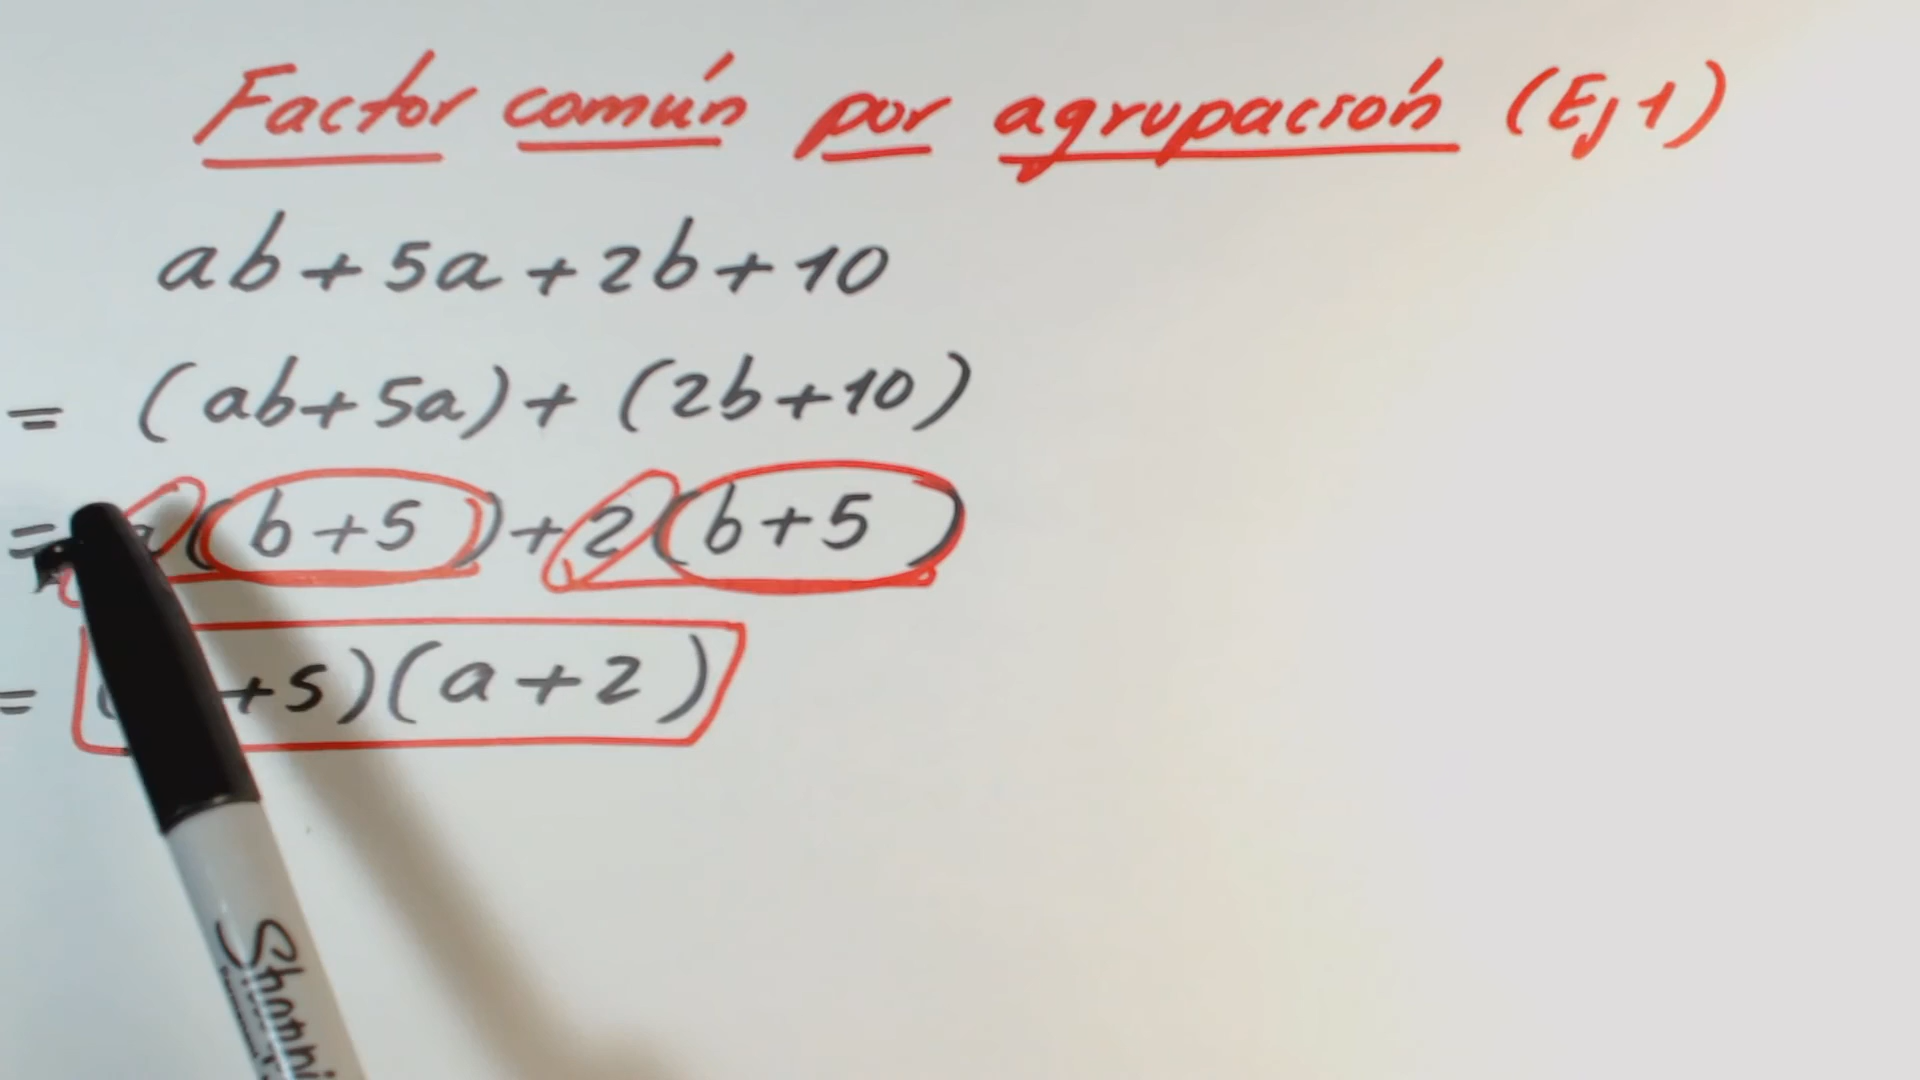 Factor común por agrupación (Ej 1)
ab + 5a + 2b + 10
= (ab + 5a) + (2b + 10)
= a (b + 5) + 2 (b + 5)
= ( + 5) (a + 2)